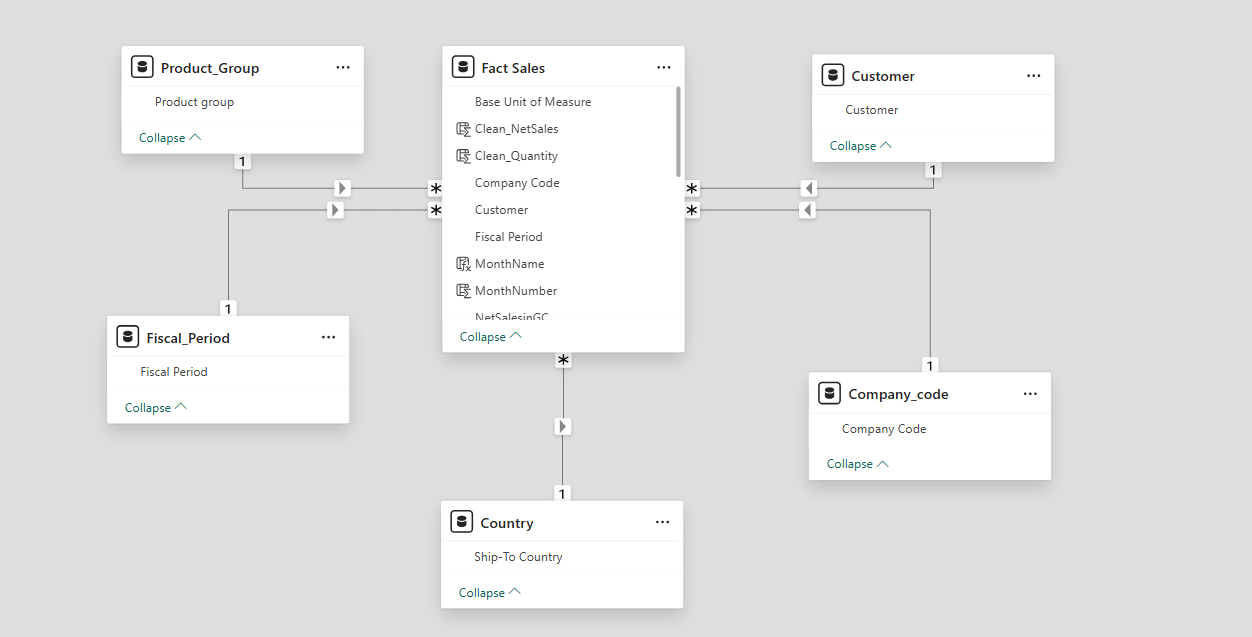 Product_Group
Product group
Collapse
1
Fact Sales
Base Unit of Measure
Clean_NetSales
Clean_Quantity
Company Code
Customer
Fiscal Period
MonthName
MonthNumber
NetSalesinGC
Collapse
*
*
*
*
*
Customer
Customer
Collapse
1
1
Fiscal_Period
Fiscal Period
Collapse
1
Company_code
Company Code
Collapse
1
Country
Ship-To Country
Collapse